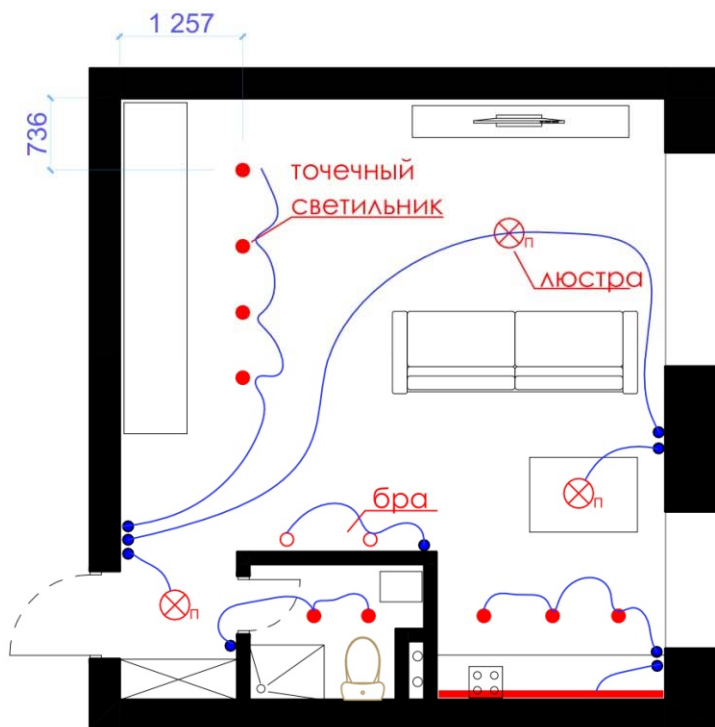 1 257
736
точечный
светильник
п
люстра
п
бра
п